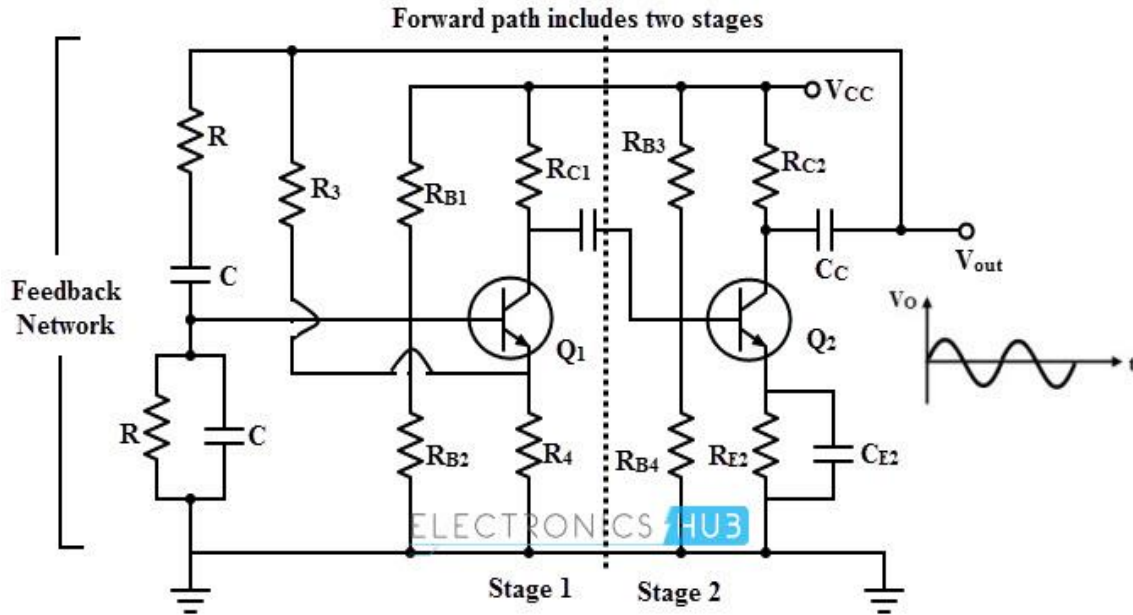 Forward path includes two stages
VCC
R
R3
RB1
RC1
RB3
RC2
C
CC
Vout
Feedback
Network
VO
t
Q1
Q2
R
C
RB2
R4
RB4
RE2
CE2
ELECTRONICS HUB
Stage 1
Stage 2